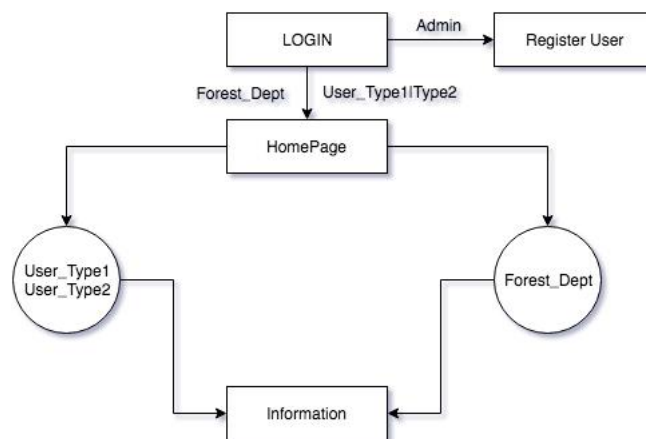 LOGIN
Admin
Register User
Forest_Dept
User_Type1|Type2
HomePage
User_Type1
User_Type2
Forest_Dept
Information